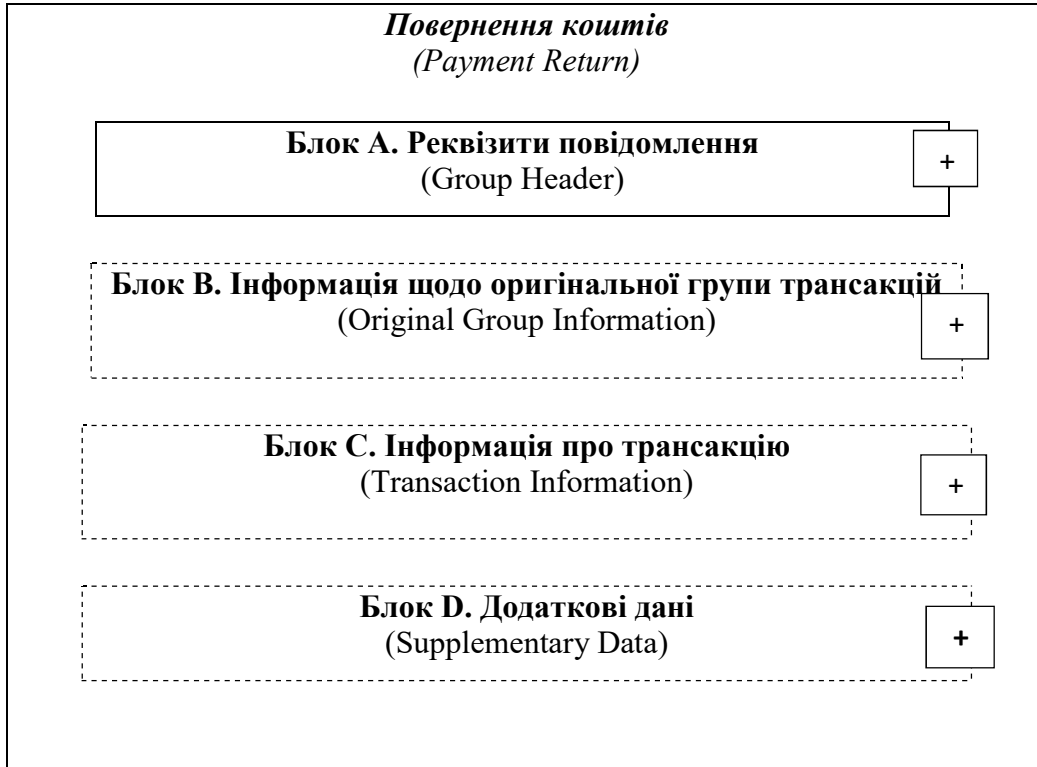 Повернення коштів
(Payment Return)
Блок A. Реквізити повідомлення
(Group Header)
+
Блок B. Інформація щодо оригінальної групи трансакцій
(Original Group Information)
+
Блок C. Інформація про трансакцію
(Transaction Information)
+
Блок D. Додаткові дані
(Supplementary Data)
+